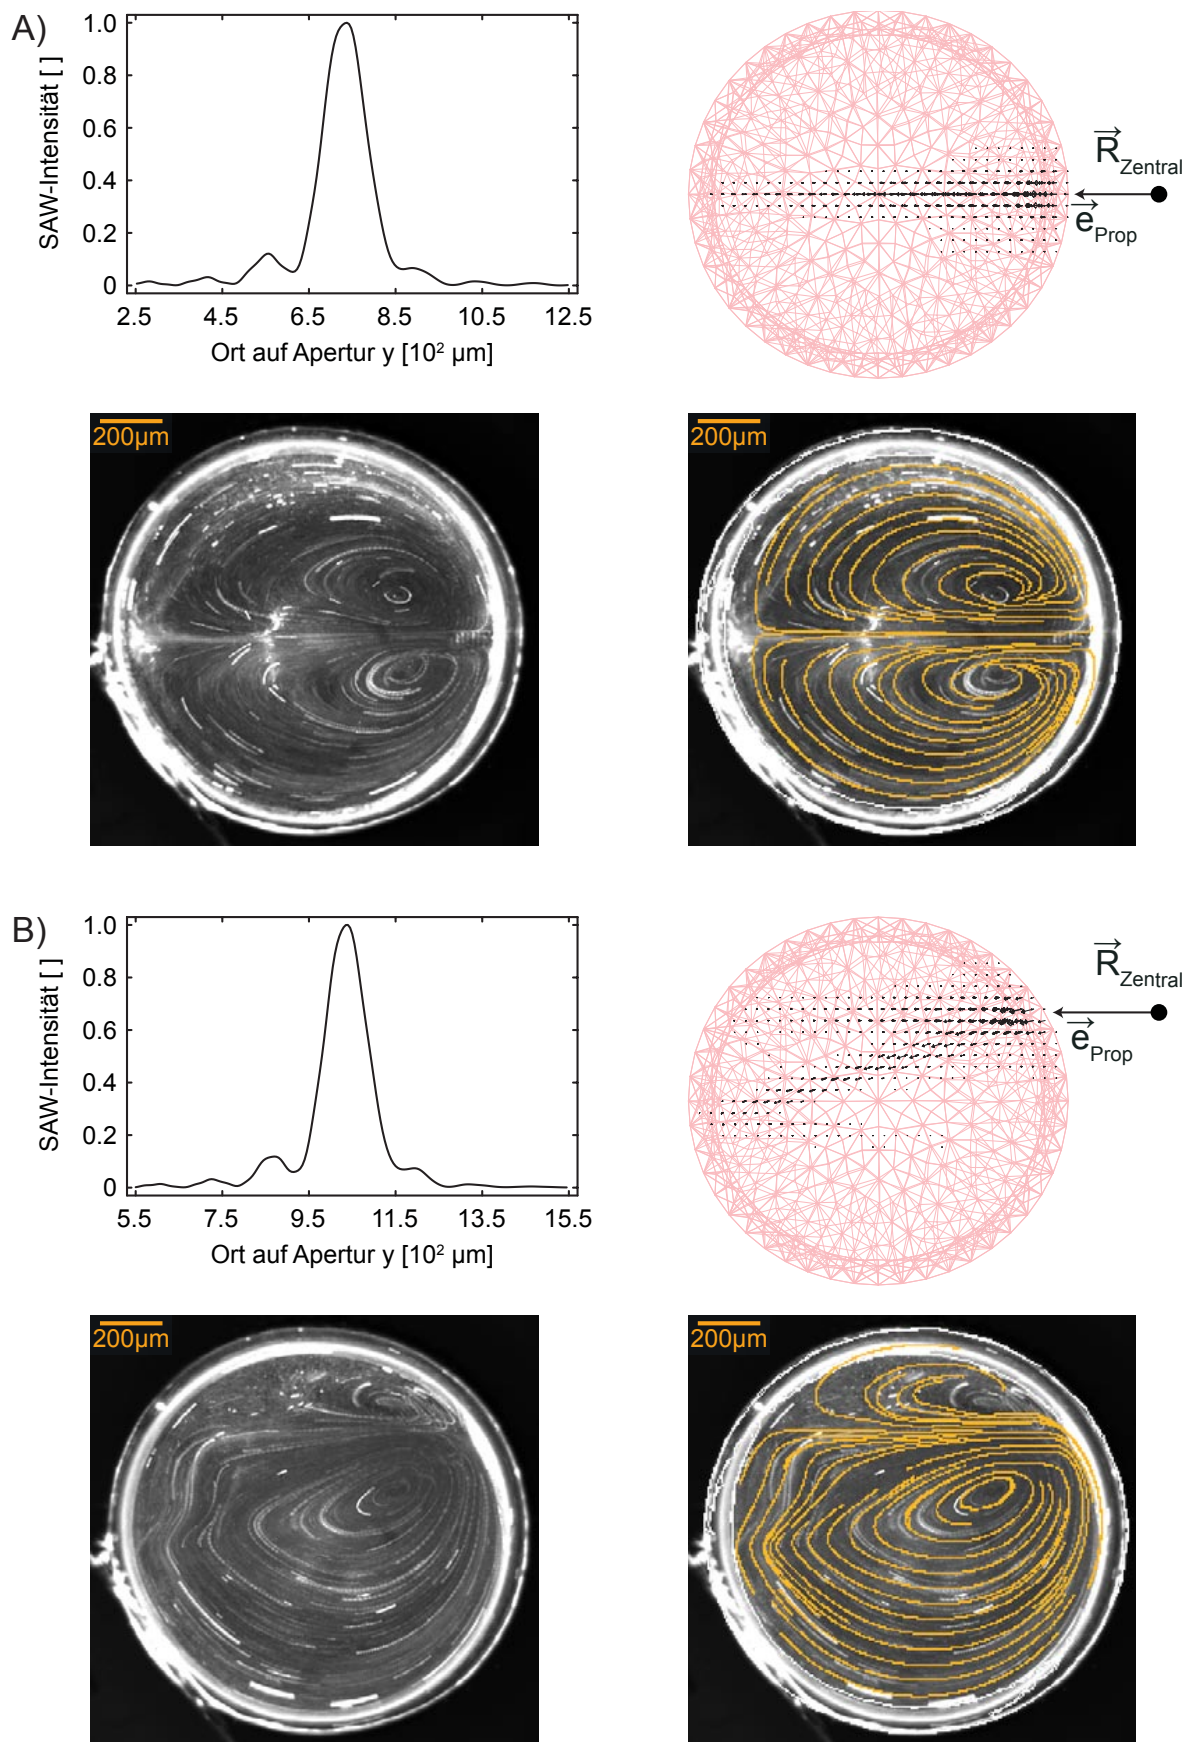 A)
SAW-Intensität [ ]
1.0
0.8
0.6
0.4
0.2
0
2.5 4.5 6.5 8.5 10.5 12.5
Ort auf Apertur y [10² µm]
R Zentral
e Prop
200µm
200µm
B)
SAW-Intensität [ ]
1.0
0.8
0.6
0.4
0.2
0
5.5 7.5 9.5 11.5 13.5 15.5
Ort auf Apertur y [10² µm]
R Zentral
e Prop
200µm
200µm